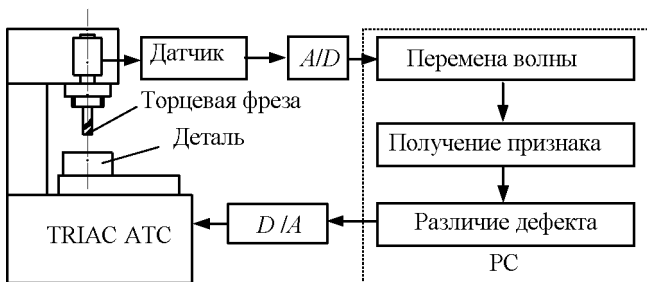 Датчик
A/D
Перемена волны
Торцевая фреза
Деталь
Получение признака
TRIAC ATC
D /A
Различие дефекта
PC